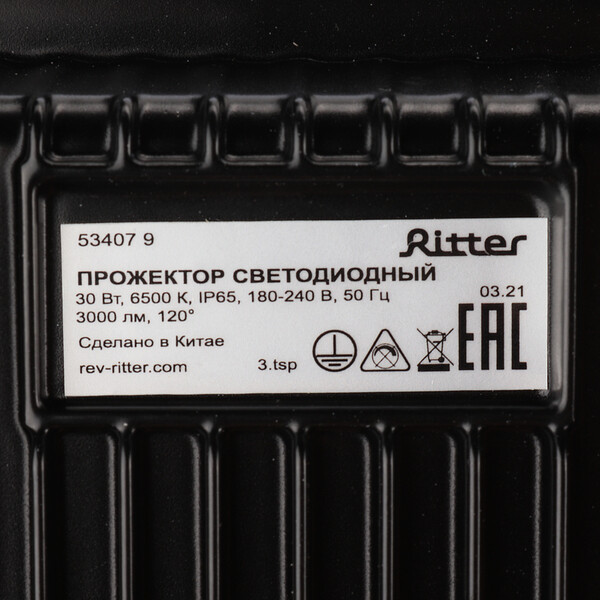 53407 9
Ritter
ПРОЖЕКТОР СВЕТОДИОДНЫЙ
30 Вт, 6500 К, IP65, 180-240 В, 50 Гц
03.21
3000 лм, 120°
Сделано в Китае
rev-ritter.com
3.tsp
EAC